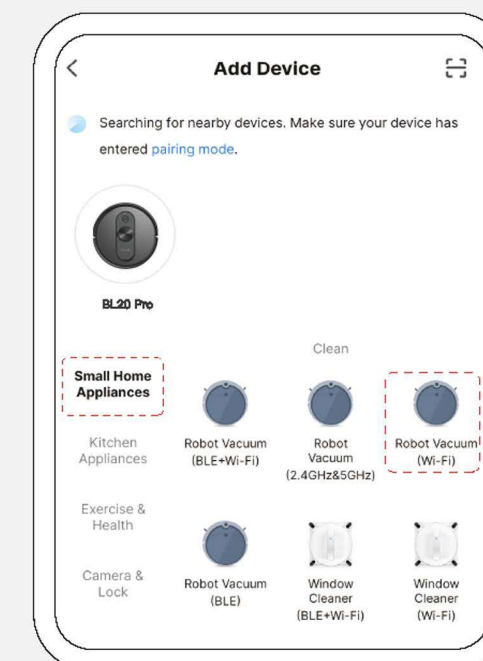 Add Device
Searching for nearby devices. Make sure your device has
entered pairing mode.
BL20 Pro
Clean
Small Home
Appliances
Robot Vacuum
(BLE+Wi-Fi)
Robot
Vacuum
(2.4GHz&5GHz)
Robot Vacuum
(Wi-Fi)
Kitchen
Appliances
Exercise &
Health
Robot Vacuum
(BLE)
Window
Cleaner
(BLE+Wi-Fi)
Window
Cleaner
(Wi-Fi)
Camera &
Lock